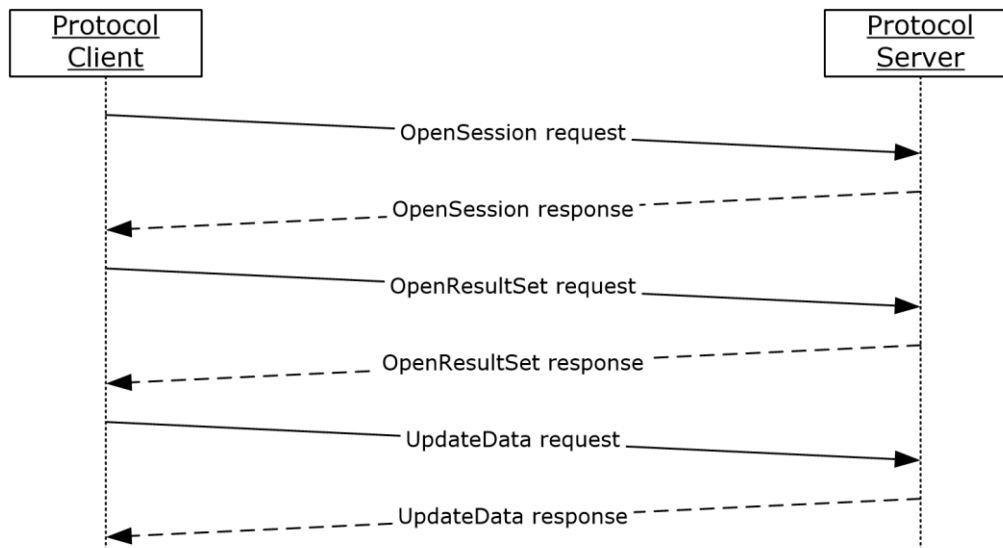 Protocol
Client
Protocol
Server
OpenSession request
OpenSession response
OpenResultSet request
OpenResultSet response
UpdateData request
UpdateData response